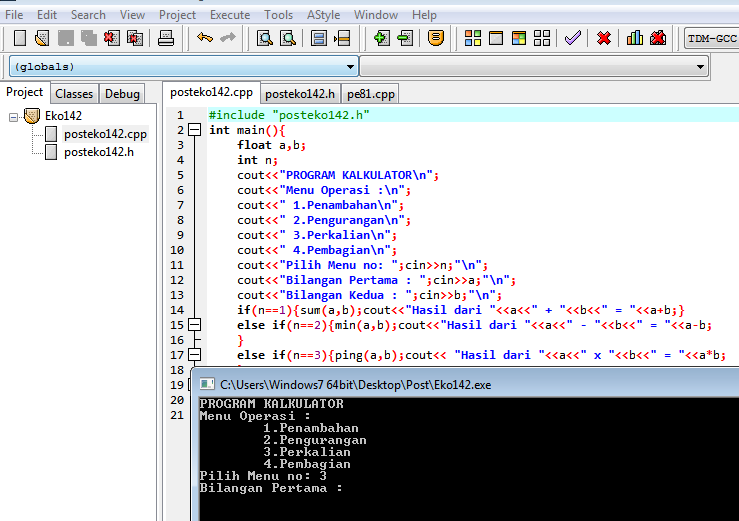 File Edit Search View Project Execute Tools AStyle Window Help
TDM-GCC
(globals)
Project Classes Debug
posteko142.cpp posteko142.h pe81.cpp
Eko142
posteko142.cpp
posteko142.h
1 #include "posteko142.h"
2 int main(){
3 float a,b;
4 int n;
5 cout<<"PROGRAM KALKULATOR\n";
6 cout<<"Menu Operasi :\n";
7 cout<<" 1.Penambahan\n";
8 cout<<" 2.Pengurangan\n";
9 cout<<" 3.Perkalian\n";
10 cout<<" 4.Pembagian\n";
11 cout<<"Pilih Menu no: ";cin>>n;"\n";
12 cout<<"Bilangan Pertama : ";cin>>a;"\n";
13 cout<<"Bilangan Kedua : ";cin>>b;"\n";
14 if(n==1){sum(a,b);cout<<"Hasil dari "<<a<<" + "<<b<<" = "<<a+b;}
15 else if(n==2){min(a,b);cout<<"Hasil dari "<<a<<" - "<<b<<" = "<<a-b;
16 }
17 else if(n==3){ping(a,b);cout<< "Hasil dari "<<a<<" x "<<b<<" = "<<a*b;
18
19
20
21
C:\Users\Windows7 64bit\Desktop\Post\Eko142.exe
PROGRAM KALKULATOR
Menu Operasi :
1.Penambahan
2.Pengurangan
3.Perkalian
4.Pembagian
Pilih Menu no: 3
Bilangan Pertama :